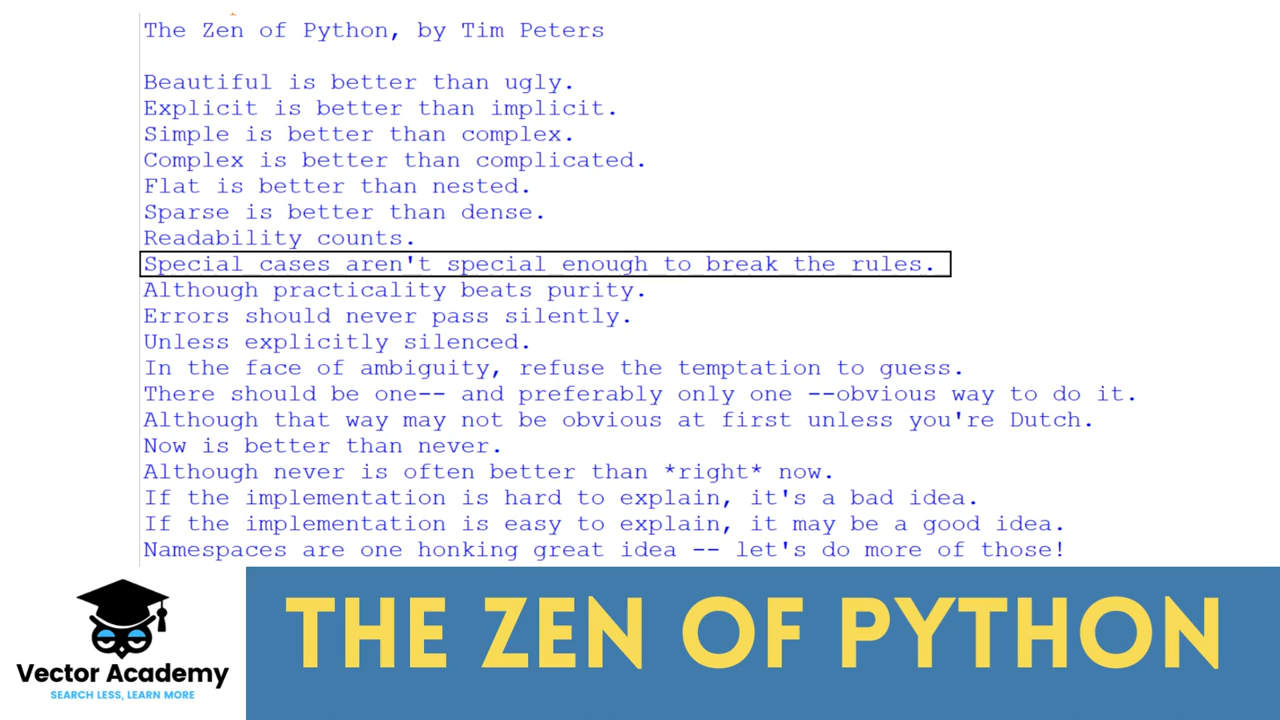 The Zen of Python, by Tim Peters
Beautiful is better than ugly.
Explicit is better than implicit.
Simple is better than complex.
Complex is better than complicated.
Flat is better than nested.
Sparse is better than dense.
Readability counts.
Special cases aren't special enough to break the rules.
Although practicality beats purity.
Errors should never pass silently.
Unless explicitly silenced.
In the face of ambiguity, refuse the temptation to guess.
There should be one-- and preferably only one --obvious way to do it.
Although that way may not be obvious at first unless you're Dutch.
Now is better than never.
Although never is often better than *right* now.
If the implementation is hard to explain, it's a bad idea.
If the implementation is easy to explain, it may be a good idea.
Namespaces are one honking great idea -- let's do more of those!
Vector Academy
SEARCH LESS, LEARN MORE
THE ZEN OF PYTHON